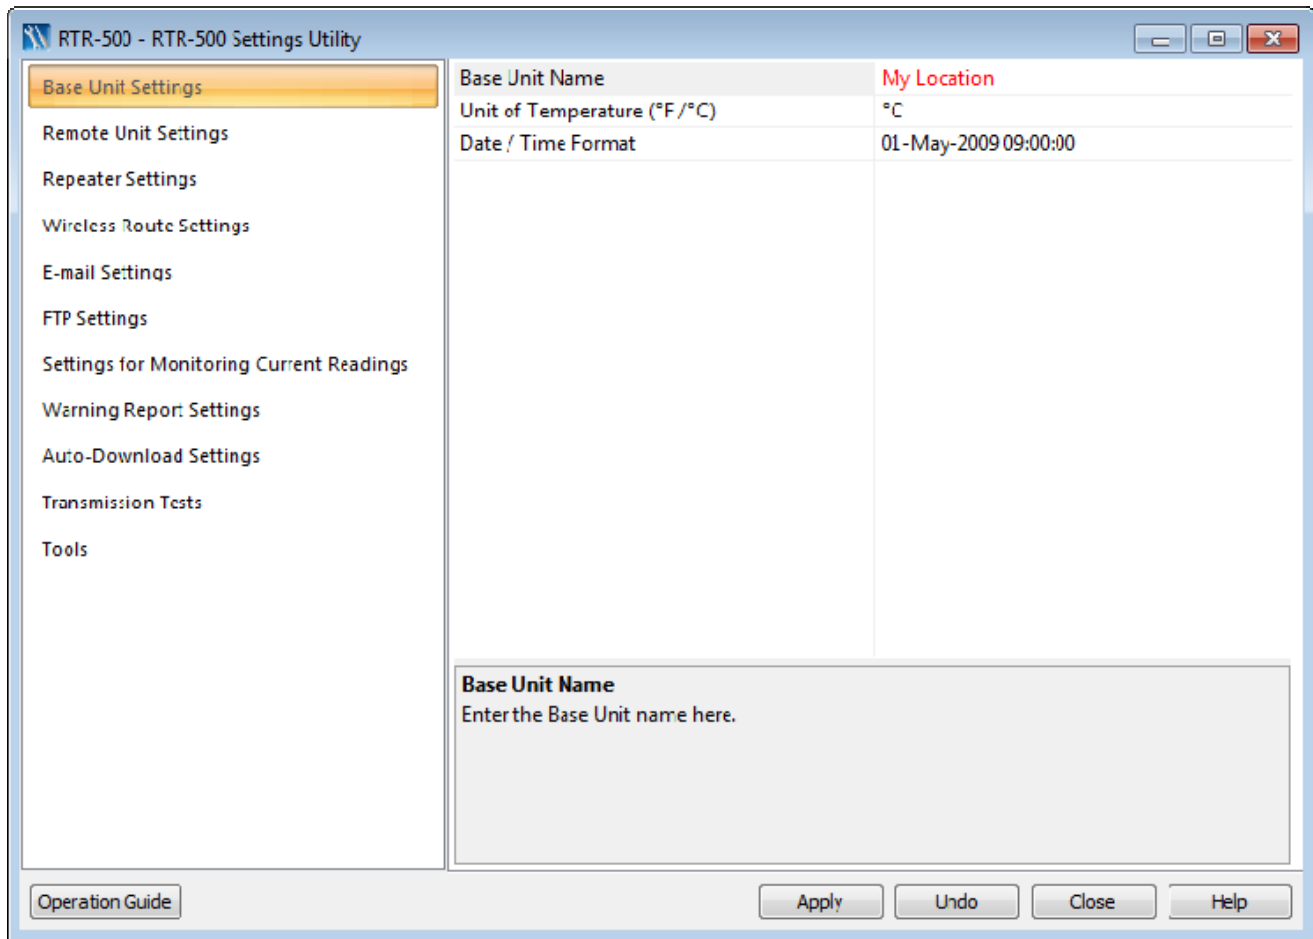 RTR-500 - RTR-500 Settings Utility
Base Unit Settings
Remote Unit Settings
Repeater Settings
Wireless Route Settings
E-mail Settings
FTP Settings
Settings for Monitoring Current Readings
Warning Report Settings
Auto-Download Settings
Transmission Tests
Tools
Base Unit Name My Location
Unit of Temperature (°F /°C) °C
Date / Time Format 01-May-2009 09:00:00
Base Unit Name
Enter the Base Unit name here.
Operation Guide Apply Undo Close Help